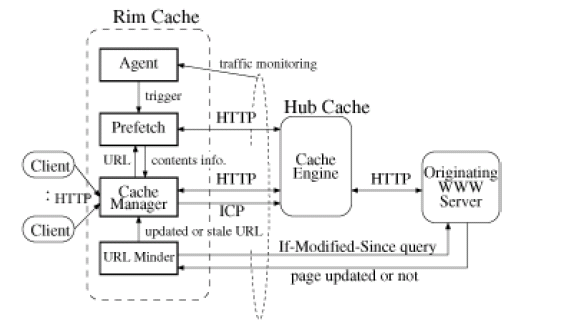 Rim Cache
Agent
traffic monitoring
trigger
Hub Cache
Prefetch
HTTP
URL
contents info.
Client
Cache
Engine
HTTP
HTTP
Originating
WWW
Server
: HTTP
Cache
Manager
ICP
Client
updated or stale URL
URL Minder
If-Modified-Since query
page updated or not